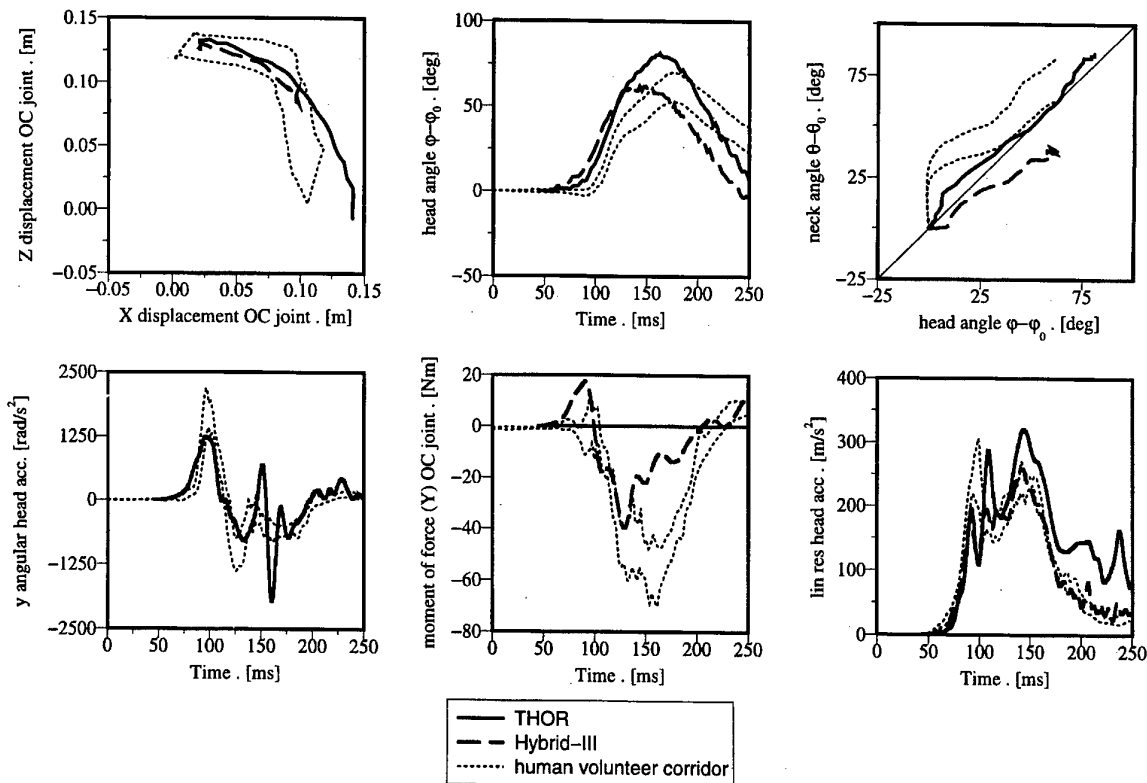 0.15
0.10
0.05
0.00
−0.05
−0.05 0.00 0.05 0.10 0.15
Z displacement OC joint . [m]
X displacement OC joint . [m]
100
50
0
−50
0 50 100 150 200 250
head angle φ−φ0 . [deg]
Time . [ms]
75
25
−25
−25 25 75
neck angle θ−θ0 . [deg]
head angle φ−φ0 . [deg]
2500
1250
0
−1250
−2500
0 50 100 150 200 250
y angular head acc. [rad/s²]
Time . [ms]
20
0
−20
−40
−60
−80
0 50 100 150 200 250
moment of force (Y) OC joint . [Nm]
Time . [ms]
400
300
200
100
0
0 50 100 150 200 250
lin res head acc . [m/s²]
Time . [ms]
THOR
Hybrid−III
human volunteer corridor